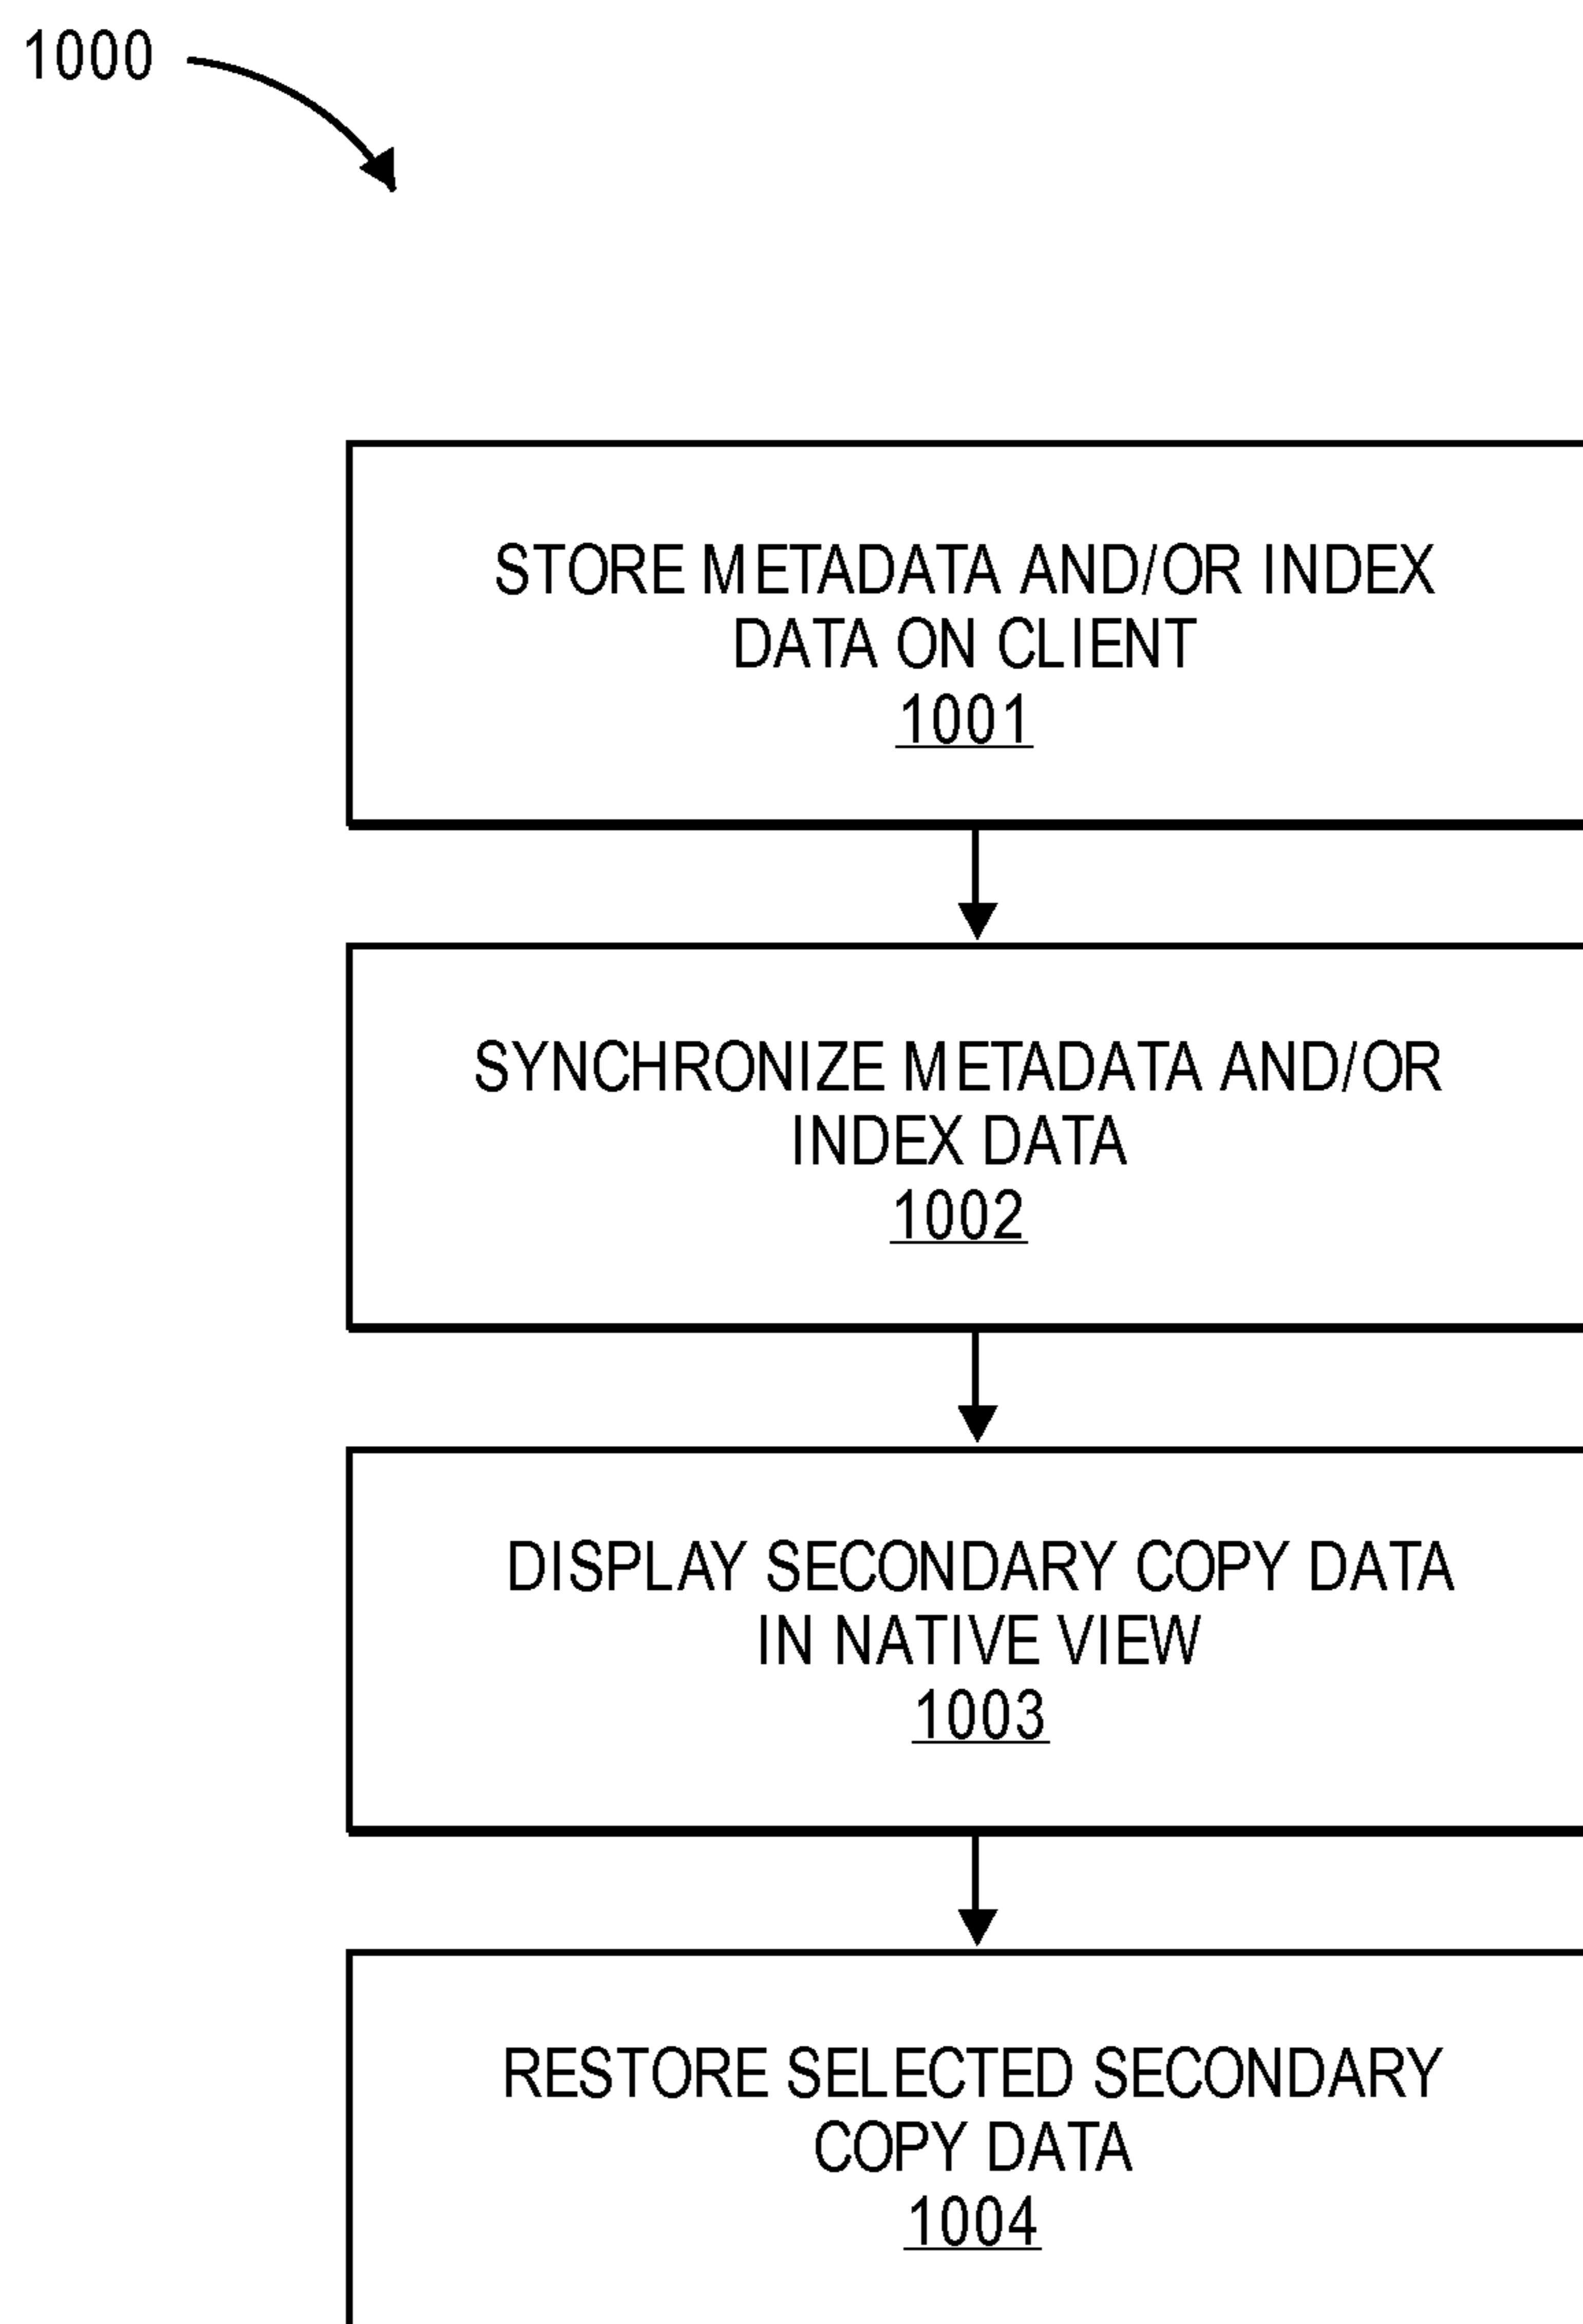 1000
STORE METADATA AND/OR INDEX
DATA ON CLIENT
1001
SYNCHRONIZE METADATA AND/OR
INDEX DATA
1002
DISPLAY SECONDARY COPY DATA
IN NATIVE VIEW
1003
RESTORE SELECTED SECONDARY
COPY DATA
1004